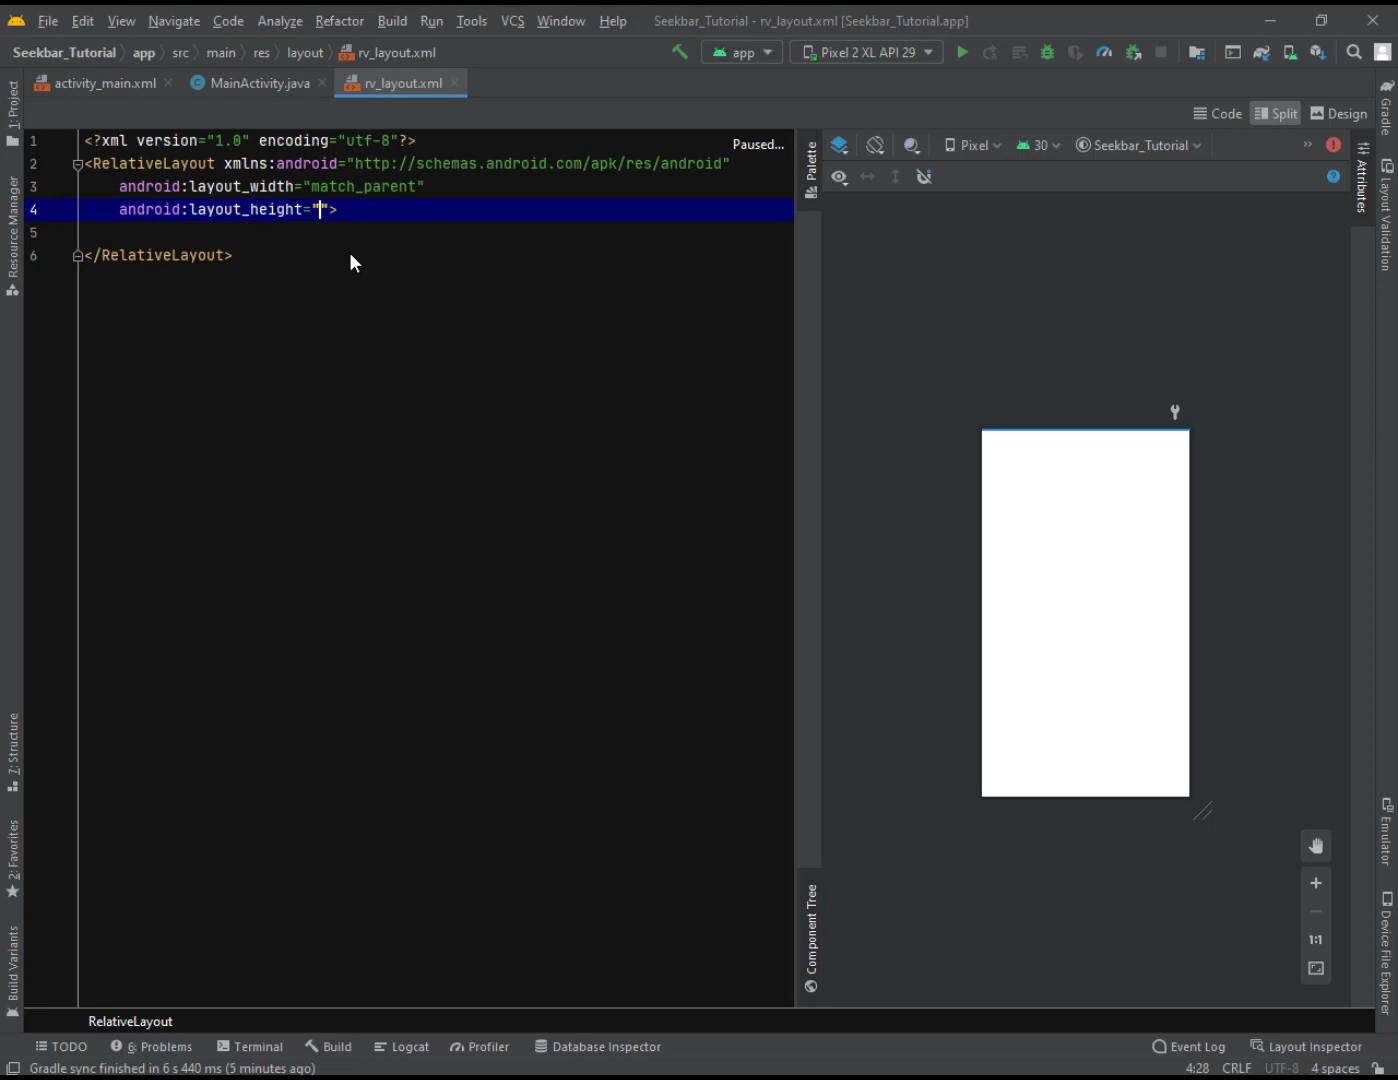 File Edit View Navigate Code Analyze Refactor Build Run Tools VCS Window Help Seekbar_Tutorial - rv_layout.xml [Seekbar_Tutorial.app]
Seekbar_Tutorial app src main res layout rv_layout.xml app Pixel 2 XL API 29
activity_main.xml MainActivity.java rv_layout.xml
Code Split Design
1 <?xml version="1.0" encoding="utf-8"?>
2 <RelativeLayout xmlns:android="http://schemas.android.com/apk/res/android"
3 android:layout_width="match_parent"
4 android:layout_height="">
5
6 </RelativeLayout>
Paused...
Pixel 30 Seekbar_Tutorial
1: Project
Resource Manager
7: Structure
2: Favorites
Build Variants
Palette
Component Tree
Attributes
Gradle
Layout Validation
Emulator
Device File Explorer
1:1
RelativeLayout
TODO 6: Problems Terminal Build Logcat Profiler Database Inspector Event Log Layout Inspector
Gradle sync finished in 6 s 440 ms (5 minutes ago) 4:28 CRLF UTF-8 4 spaces